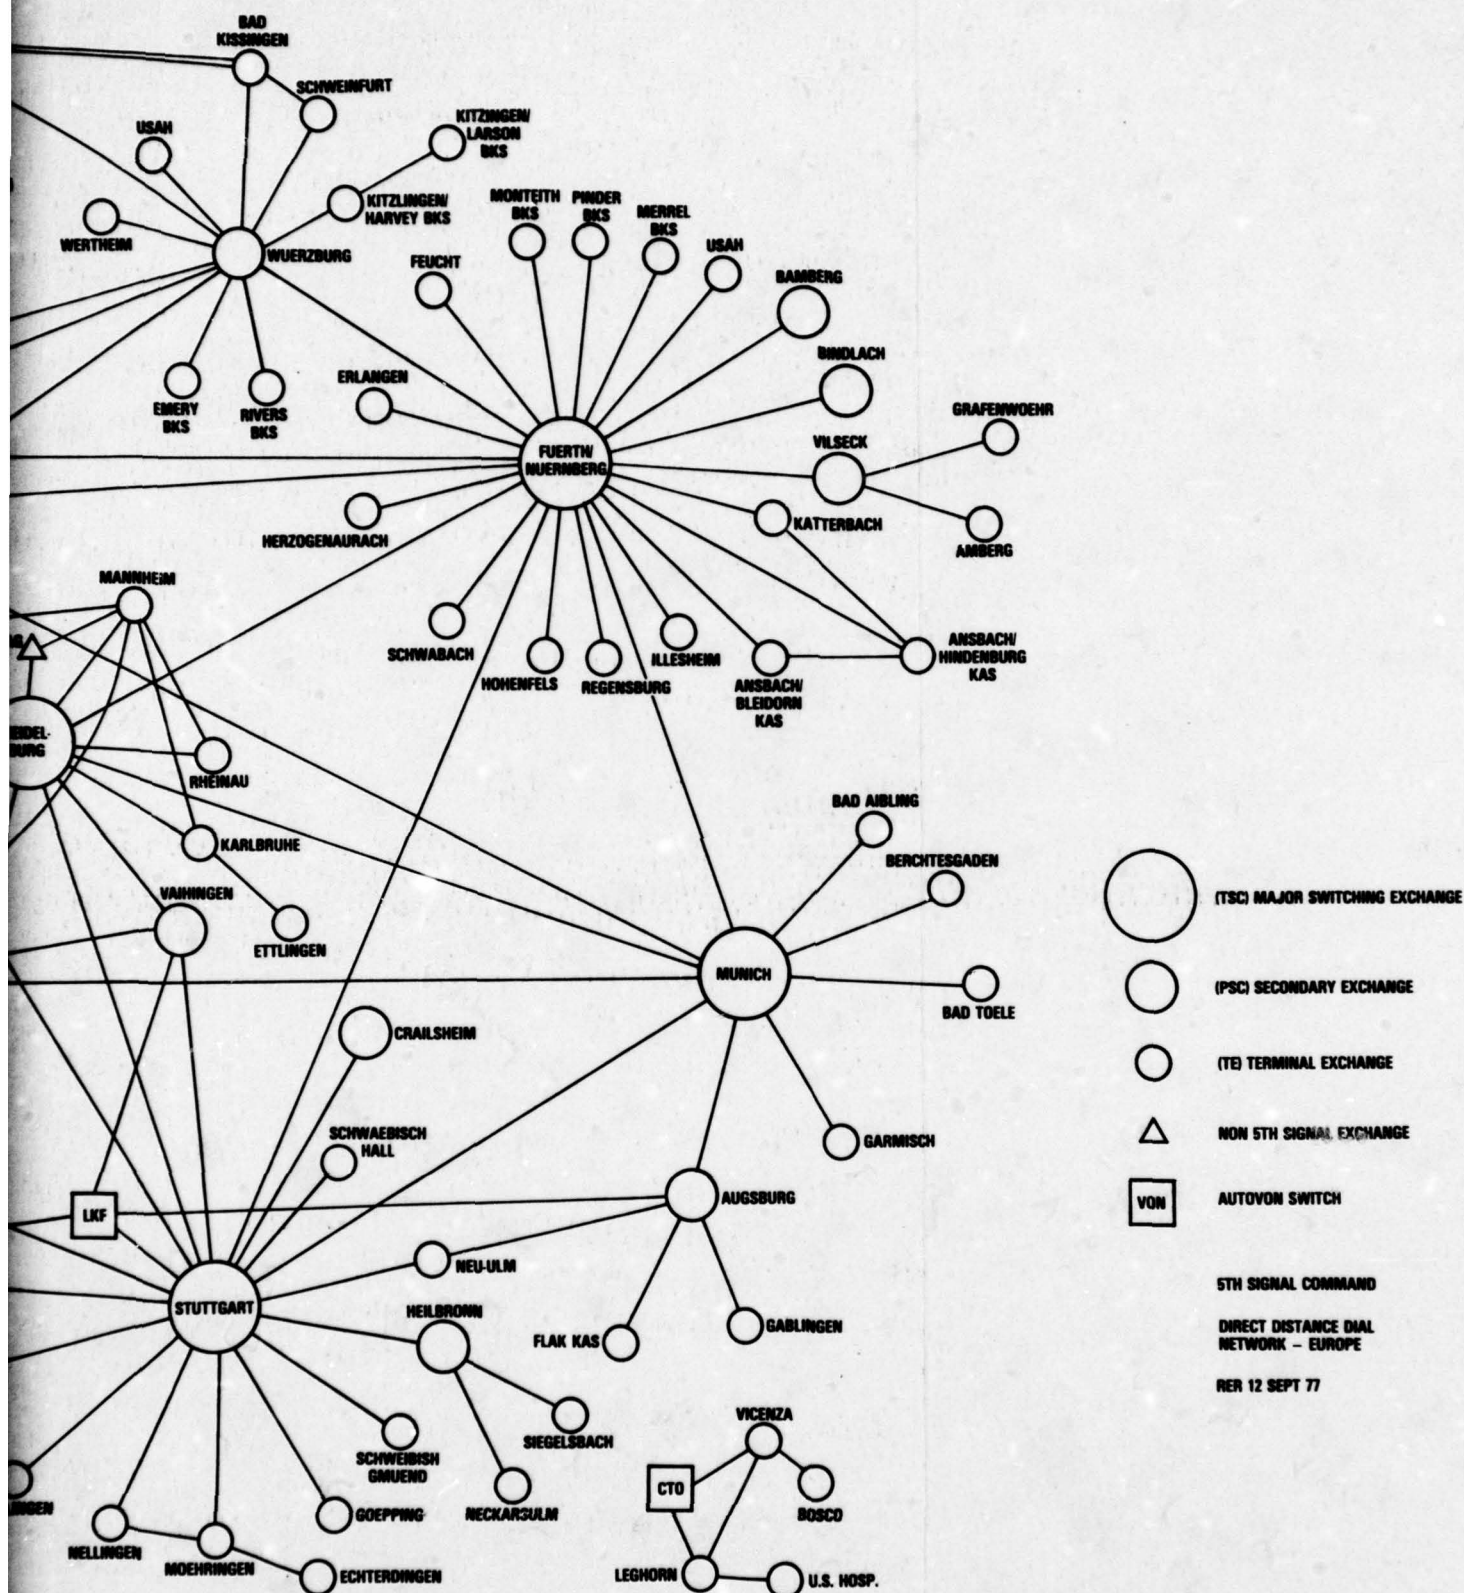 BAD
KISSINGEN
SCHWEINFURT
USAH
KITZINGEN/
LARSON
BKS
KITZLINGEN/
HARVEY BKS
WERTHEIM
WUERZBURG
EMERY
BKS
RIVERS
BKS
MONTEITH
BKS
PINDER
BKS
MERREL
BKS
USAH
FEUCHT
BAMBERG
BINDLACH
ERLANGEN
GRAFENWOEHR
VILSECK
FUERTH/
NUERNBERG
KATTERBACH
AMBERG
HERZOGENAURACH
SCHWABACH
HOHENFELS
REGENSBURG
ILLESHEIM
ANSBACH/
BLEIDORN
KAS
ANSBACH/
HINDENBURG
KAS
MANNHEIM
EIDEL-
BURG
RHEINAU
KARLBRUHE
VAIHINGEN
ETTLINGEN
BAD AIBLING
BERCHTESGADEN
MUNICH
BAD TOELE
GARMISCH
CRAILSHEIM
SCHWAEBISCH
HALL
LKF
AUGSBURG
NEU-ULM
STUTTGART
HEILBRONN
FLAK KAS
GABLINGEN
SIEGELSBACH
SCHWEIBISH
GMUEND
NECKARSULM
GOEPPING
INGEN
NELLINGEN
MOEHRINGEN
ECHTERDINGEN
VICENZA
CTO
BOSCO
LEGHORN
U.S. HOSP.
(TSC) MAJOR SWITCHING EXCHANGE
(PSC) SECONDARY EXCHANGE
(TE) TERMINAL EXCHANGE
NON 5TH SIGNAL EXCHANGE
VON
AUTOVON SWITCH
5TH SIGNAL COMMAND
DIRECT DISTANCE DIAL
NETWORK – EUROPE
RER 12 SEPT 77